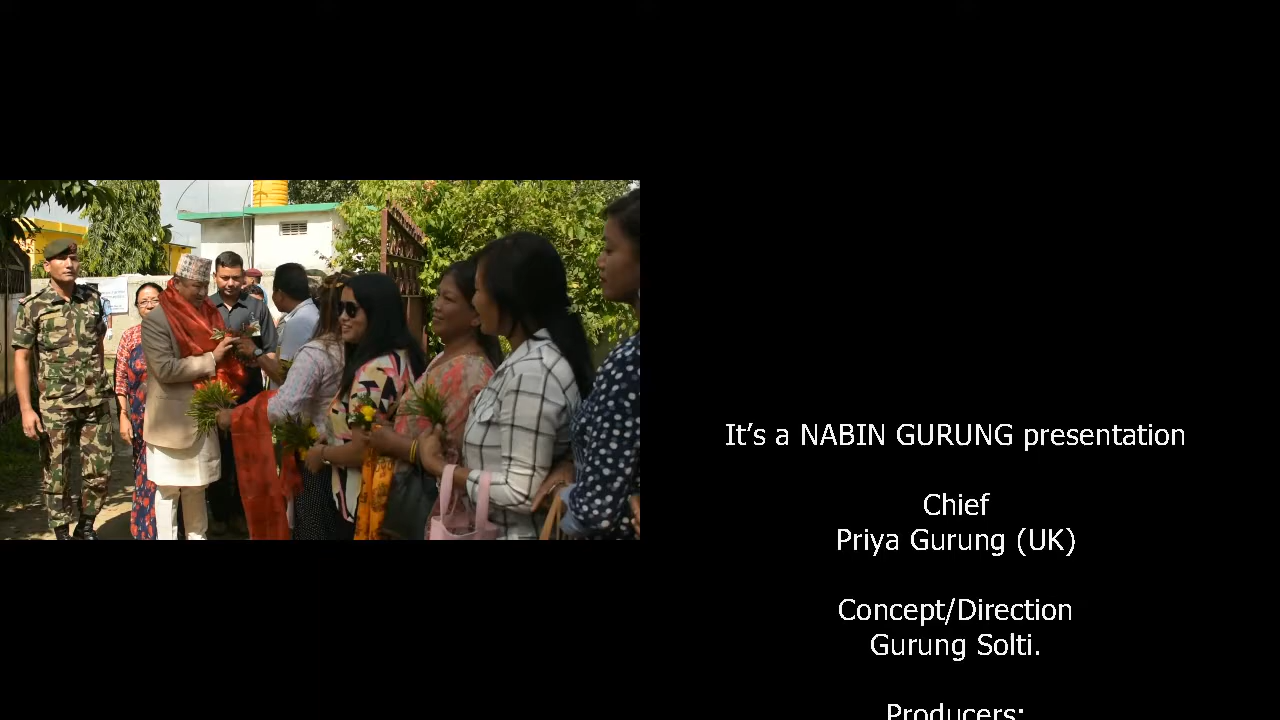 It’s a NABIN GURUNG presentation
Chief
Priya Gurung (UK)
Concept/Direction
Gurung Solti.
Producers: